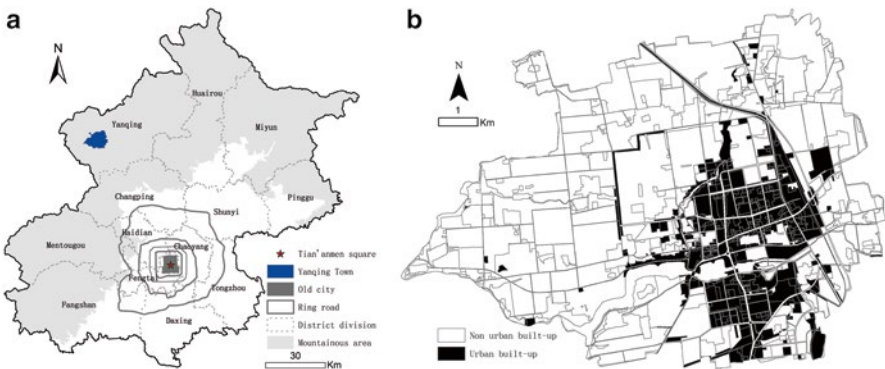 a
N
Huairou
Yanqing
Miyun
Changping
Pinggu
Shunyi
Haidian
Mentougou
Chaoyang
Fengtai
Tongzhou
Fangshan
Daxing
Tian'anmen square
Yanqing Town
Old city
Ring road
District division
Mountainous area
30
Km
b
N
1
Km
Non urban built-up
Urban built-up